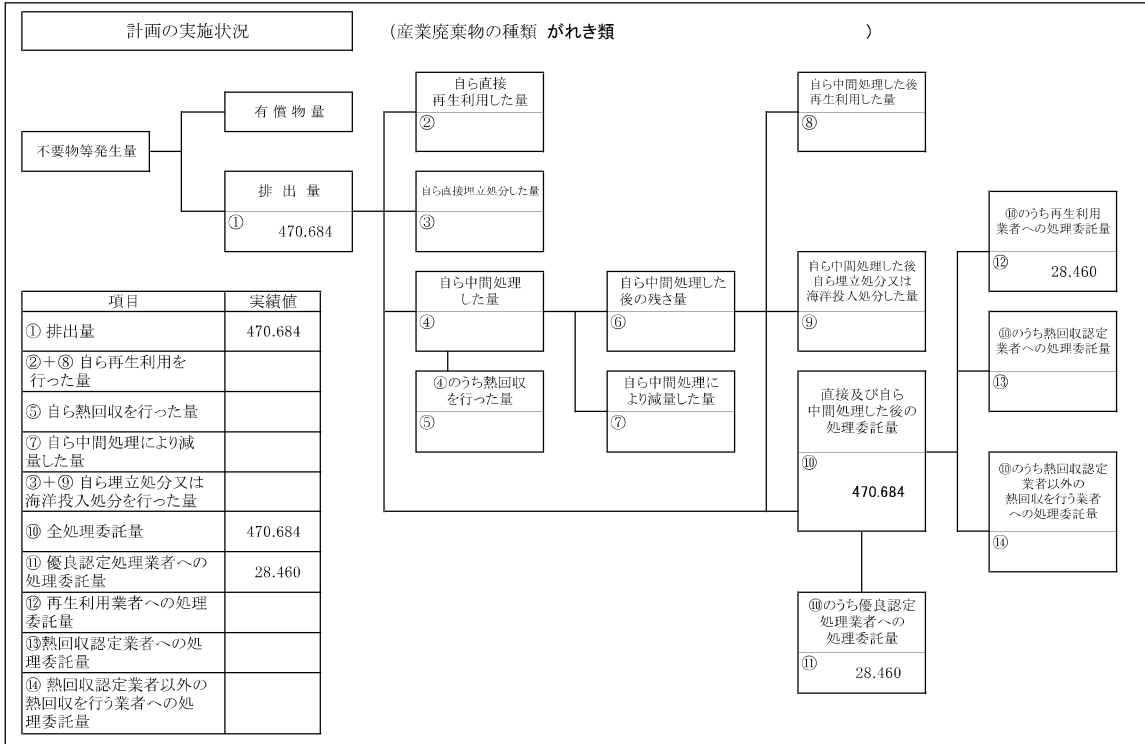 計画の実施状況
(産業廃棄物の種類 がれき類 )
不要物等発生量
有償物量
排出量
① 470.684
自ら直接
再生利用した量
②
自ら直接埋立処分した量
③
自ら中間処理
した量
④
④のうち熱回収
を行った量
⑤
自ら中間処理した
後の残さ量
⑥
自ら中間処理に
より減量した量
⑦
自ら中間処理した後
再生利用した量
⑧
自ら中間処理した後
自ら埋立処分又は
海洋投入処分した量
⑨
直接及び自ら
中間処理した後の
処理委託量
⑩
470.684
⑩のうち優良認定
処理業者への
処理委託量
⑪ 28.460
⑩のうち再生利用
業者への処理委託量
⑫ 28.460
⑩のうち熱回収認定
業者への処理委託量
⑬
⑩のうち熱回収認定
業者以外の
熱回収を行う業者
への処理委託量
⑭
項目 実績値
① 排出量 470.684
②+⑧ 自ら再生利用を
行った量
⑤ 自ら熱回収を行った量
⑦ 自ら中間処理により減
量した量
③+⑨ 自ら埋立処分又は
海洋投入処分を行った量
⑩ 全処理委託量 470.684
⑪ 優良認定処理業者への
処理委託量 28.460
⑫ 再生利用業者への処理
委託量
⑬熱回収認定業者への処
理委託量
⑭ 熱回収認定業者以外の
熱回収を行う業者への処
理委託量